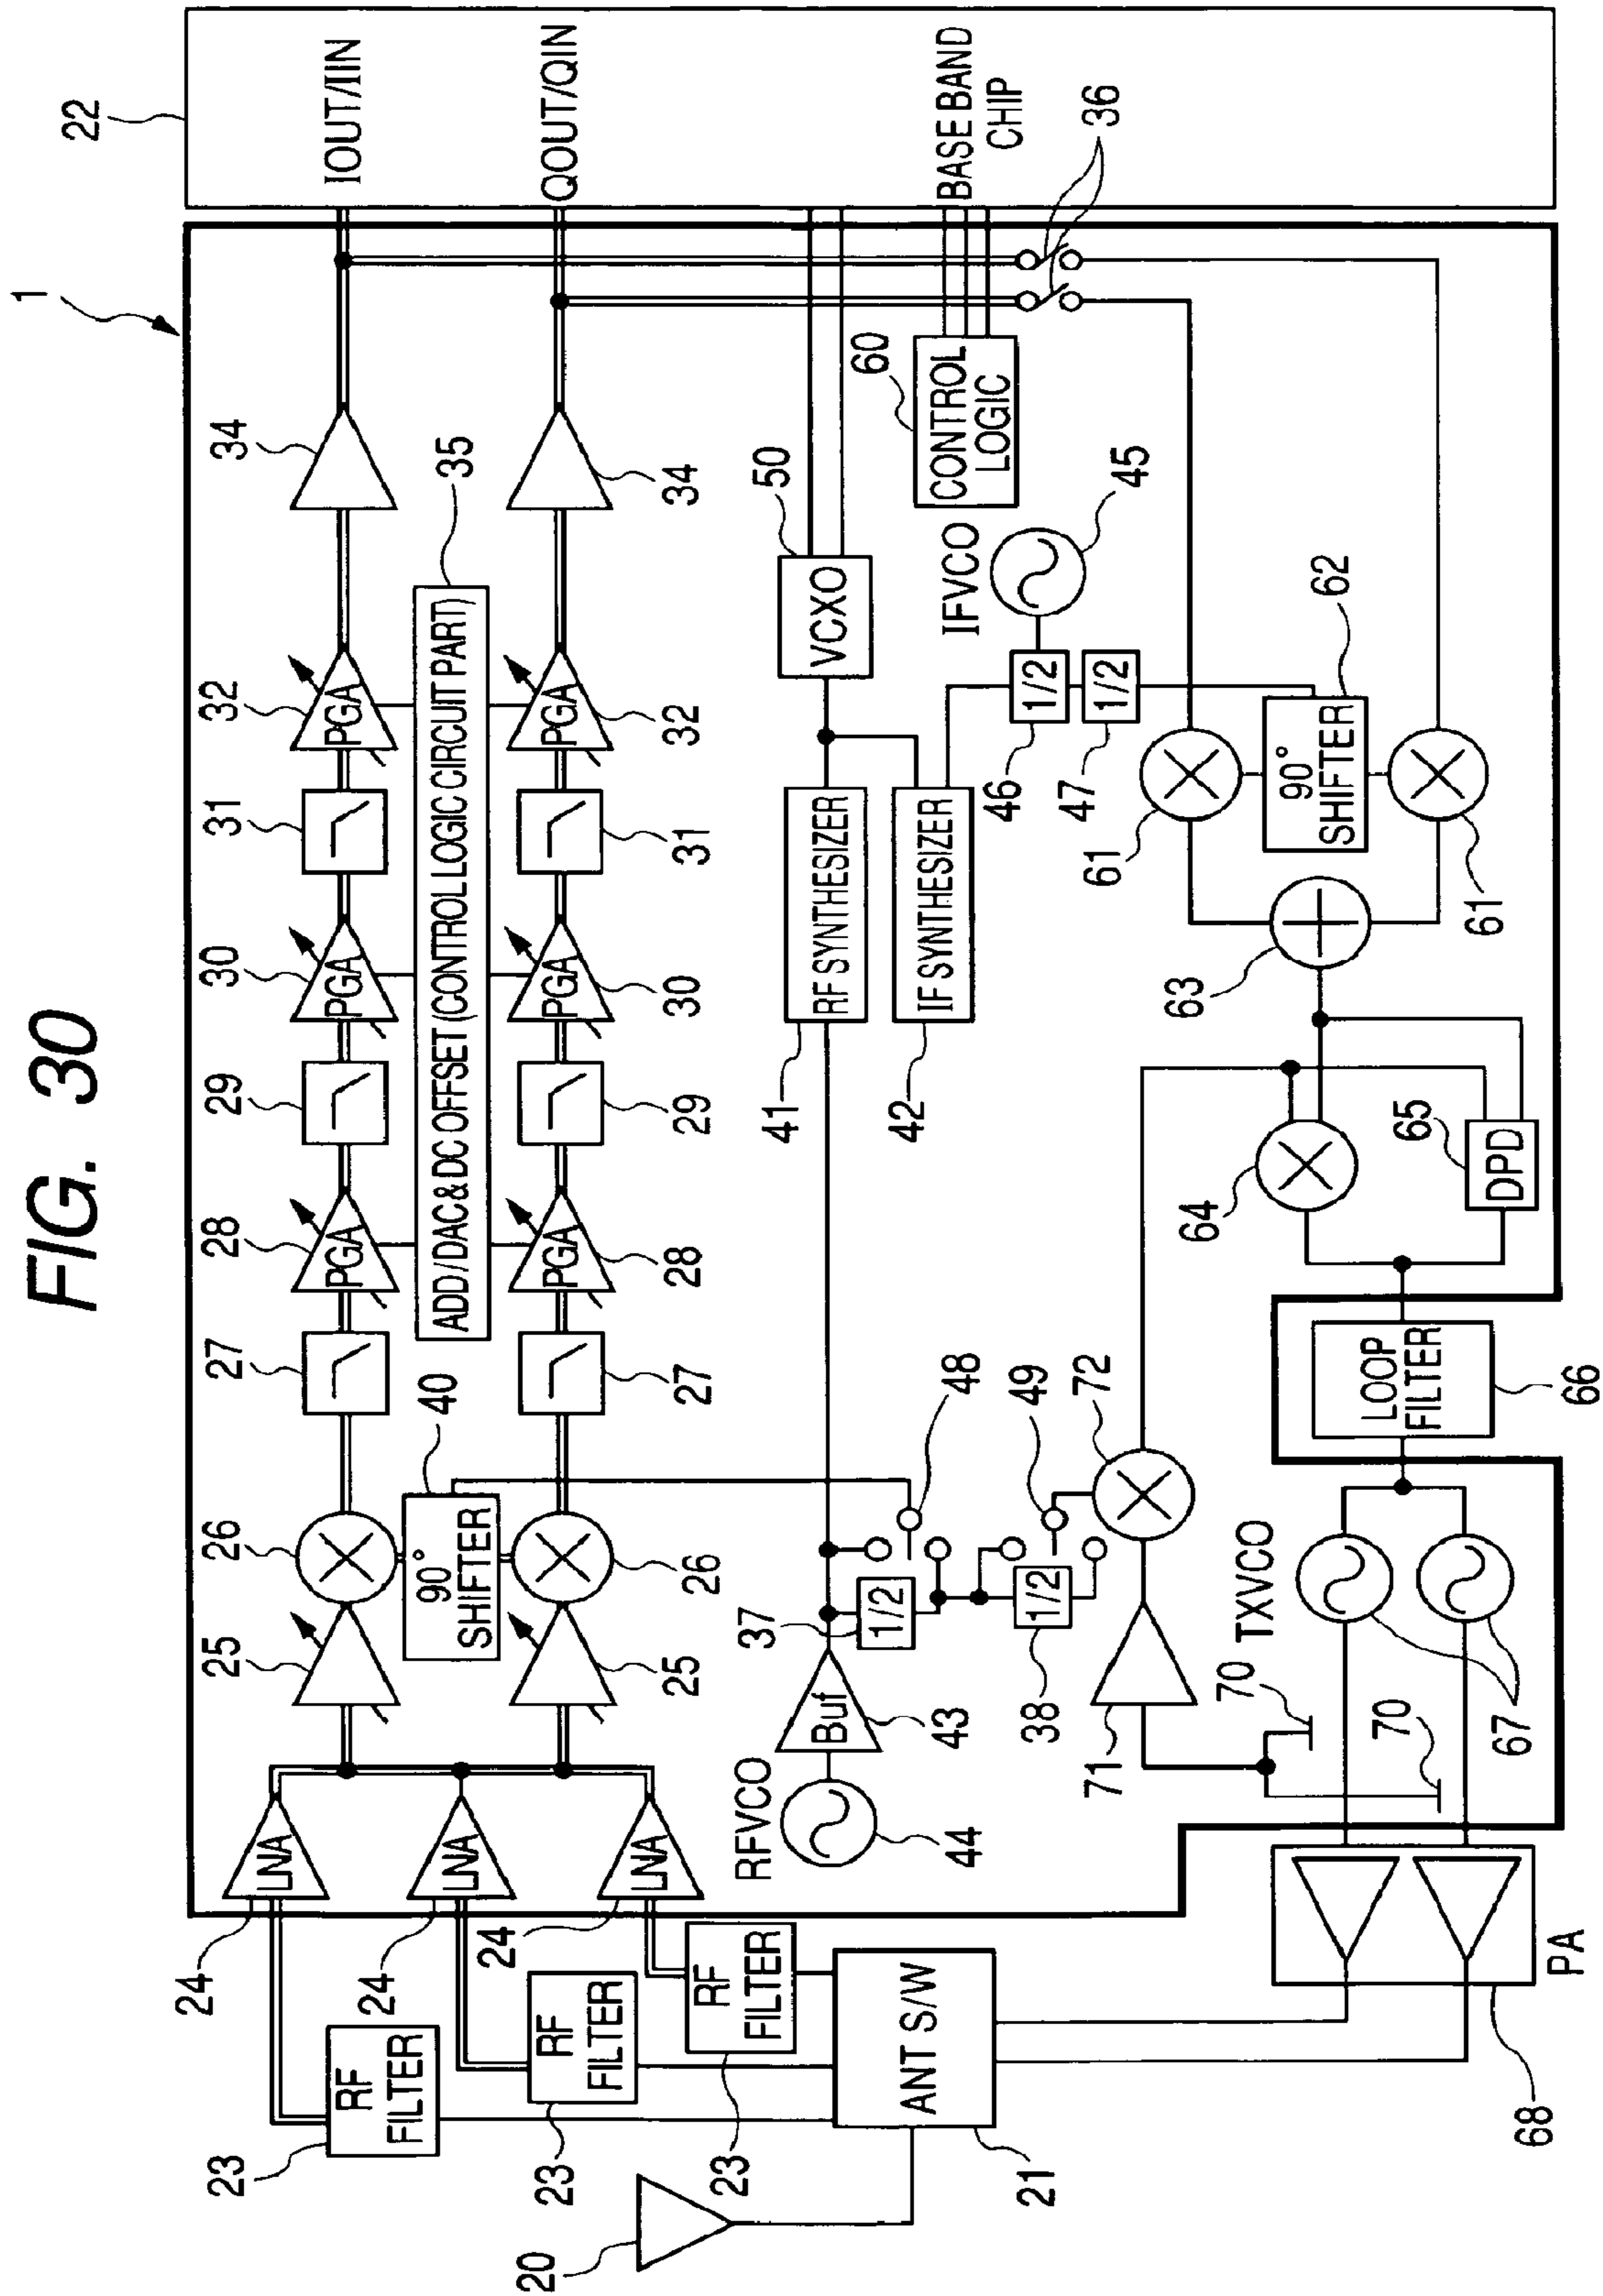 FIG. 30
1
22
IOUT/IIN
QOUT/QIN
BASE BAND
CHIP
36
34
34
32
PGA
PGA
32
31
31
30
PGA
PGA
30
29
29
28
PGA
PGA
28
27
27
35
ADD/DAC & DC OFFSET (CONTROL LOGIC CIRCUIT PART)
26
26
40
90°
SHIFTER
25
25
24
LNA
24
LNA
24
LNA
23
RF
FILTER
23
RF
FILTER
23
RF
FILTER
20
21
ANT S/W
50
VCXO
60
CONTROL
LOGIC
IFVCO
45
46
1/2
47
1/2
41
RF SYNTHESIZER
42
IF SYNTHESIZER
61
62
90°
SHIFTER
61
63
64
65
DPD
66
LOOP
FILTER
48
49
72
37
1/2
38
1/2
RFVCO
44
Buf
43
71
70
70
TXVCO
67
68
PA